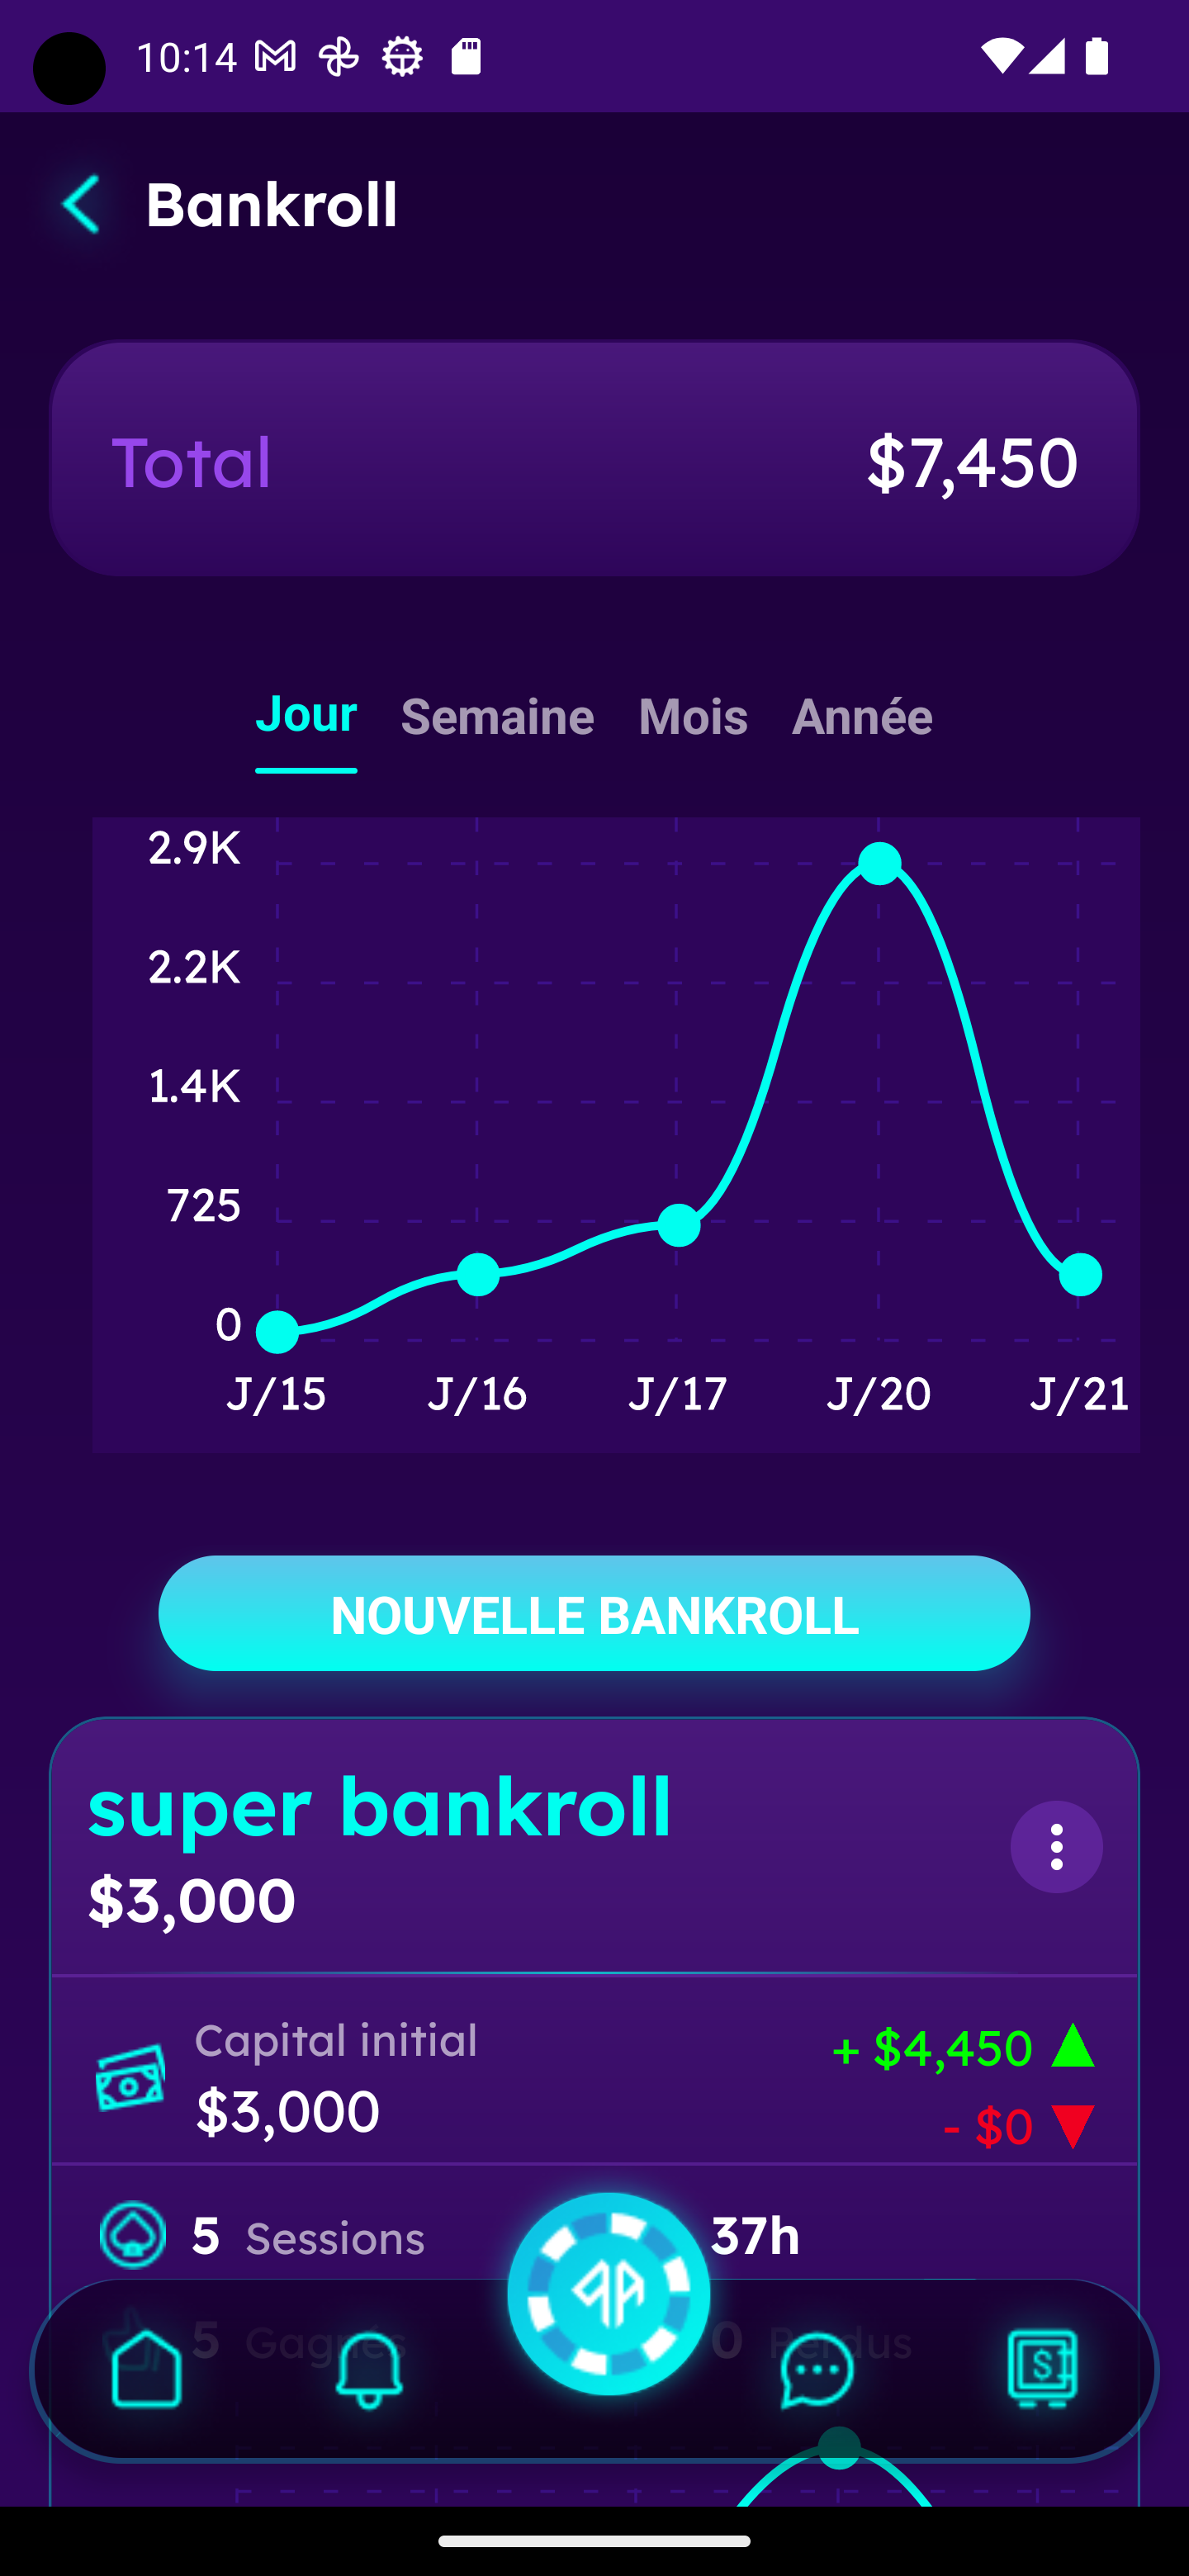 10:14
Bankroll
Total $7,450
Jour Semaine Mois Année
2.9K
2.2K
1.4K
725
0
J/15 J/16 J/17 J/20 J/21
NOUVELLE BANKROLL
super bankroll
$3,000
Capital initial
$3,000
+ $4,450
- $0
5 Sessions 37h
5 Gagnés 0 Perdus